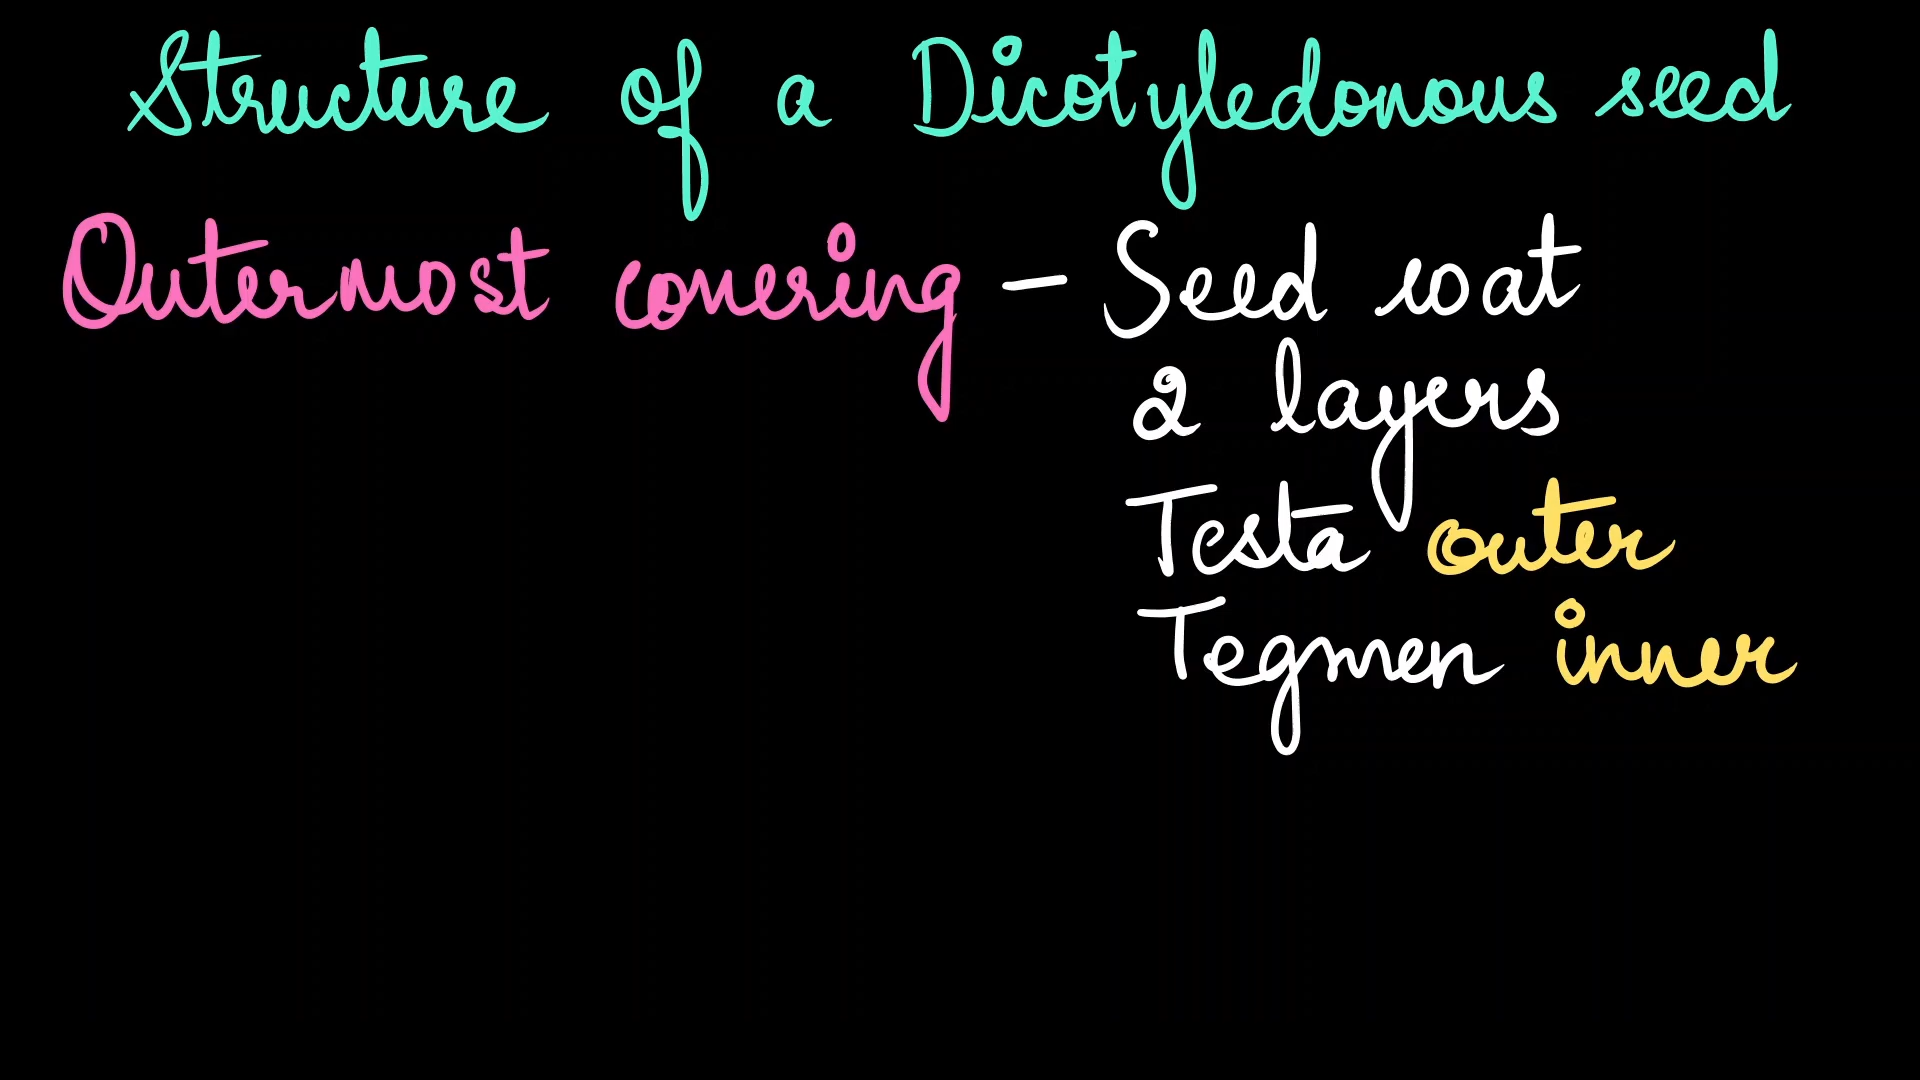 Structure of a Dicotyledonous seed
Outermost covering - Seed coat
2 layers
Testa outer
Tegmen inner